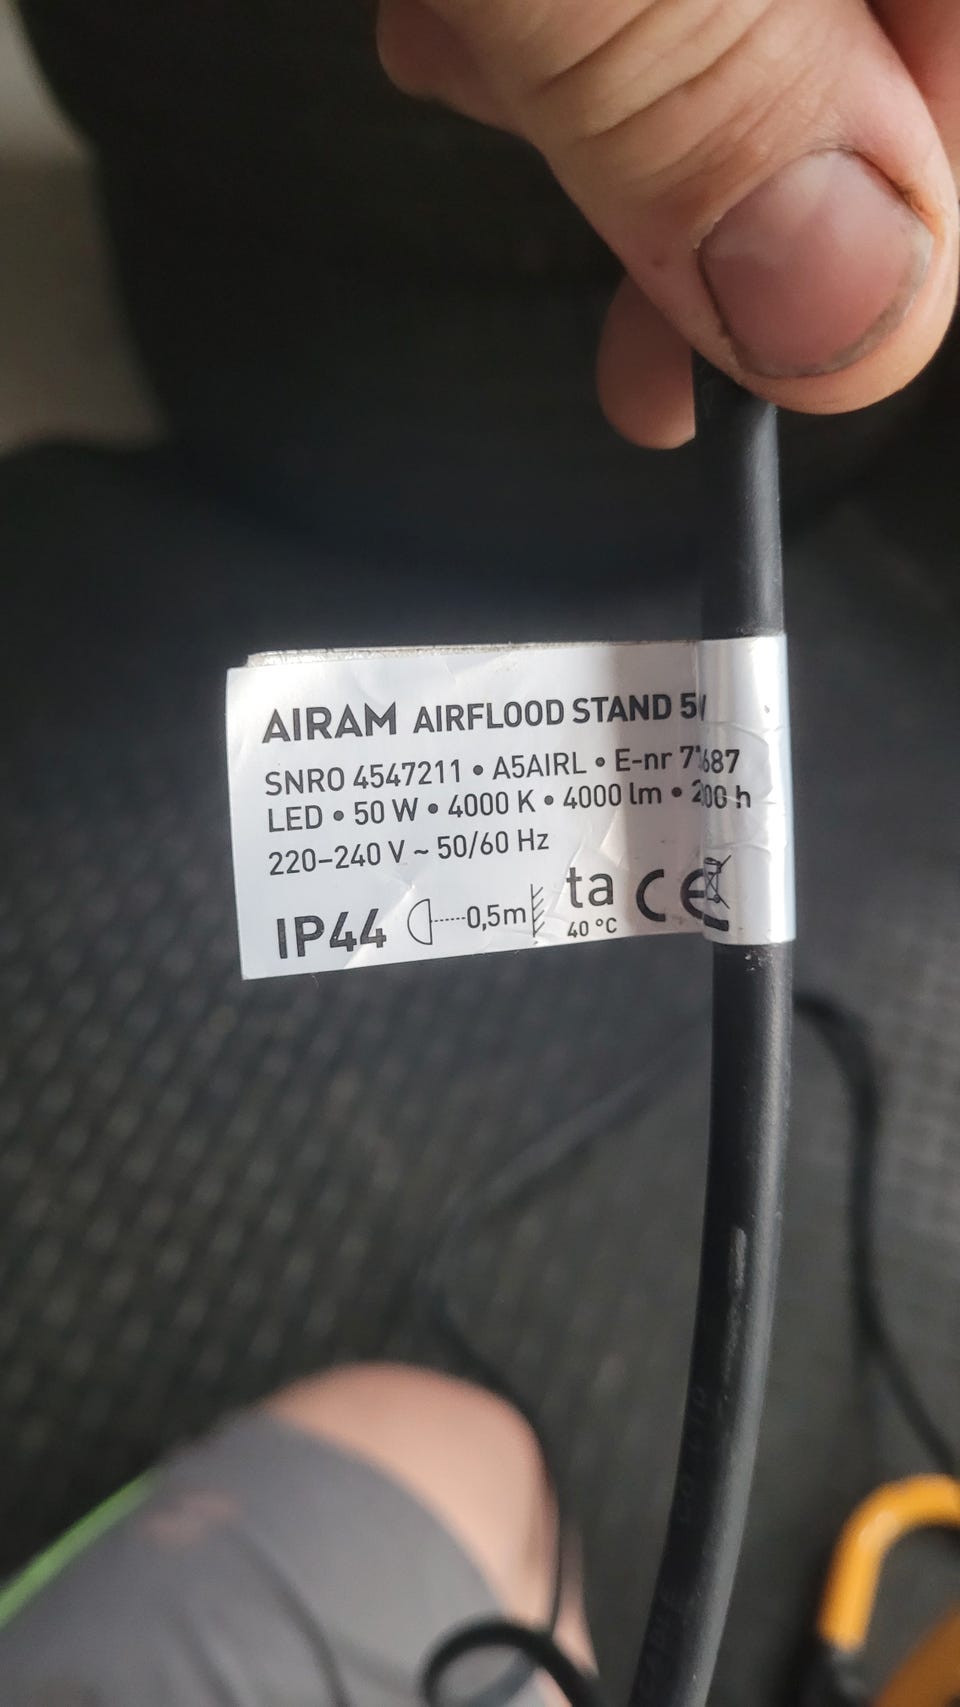 AIRAM AIRFLOOD STAND
SNRO 4547211 • A5AIRL • E-nr
LED • 50 W • 4000 K • 4000 lm • h
220–240 V ~ 50/60 Hz
IP44 0,5m ta CE
40 °C